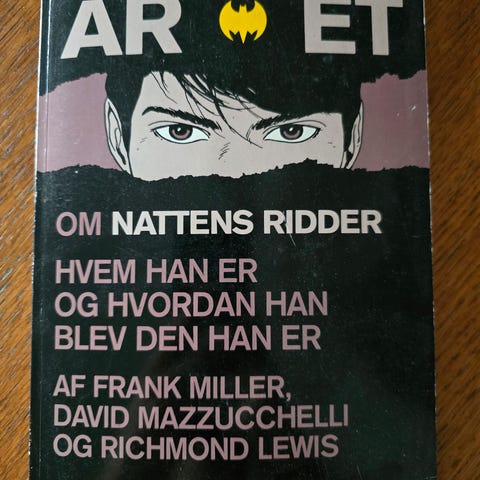 AR ET
OM NATTENS RIDDER
HVEM HAN ER
OG HVORDAN HAN
BLEV DEN HAN ER
AF FRANK MILLER,
DAVID MAZZUCCHELLI
OG RICHMOND LEWIS